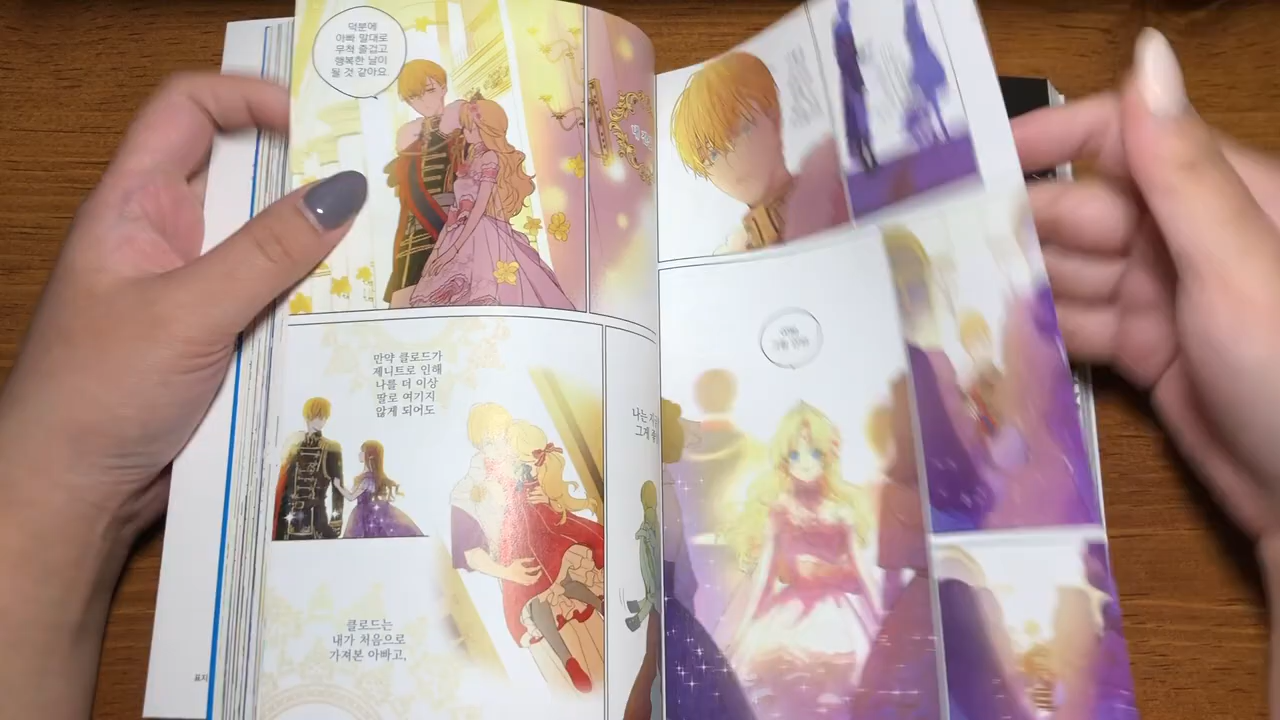 덕분에
아빠 말대로
무척 즐겁고
행복한 날이
될 것 같아요.
만약 클로드가
제니트로 인해
나를 더 이상
딸로 여기지
않게 되어도
클로드는
내가 처음으로
가져본 아빠고,
나는
그게
표지